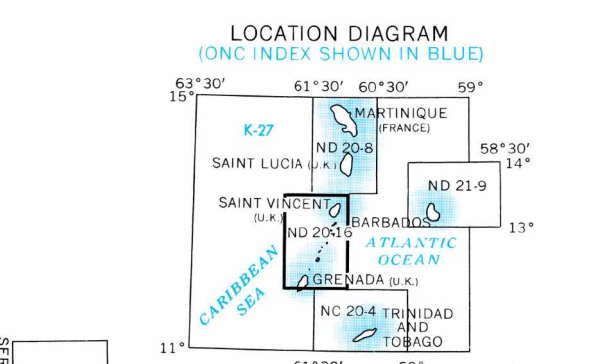 LOCATION DIAGRAM
(ONC INDEX SHOWN IN BLUE)
63°30′ 61°30′ 60°30′ 59°
15°
MARTINIQUE
(FRANCE)
K-27
ND 20-8
58°30′
SAINT LUCIA (U.K.)
14°
ND 21-9
SAINT VINCENT
(U.K.)
BARBADOS
13°
ND 20-16
ATLANTIC
OCEAN
CARIBBEAN
SEA
GRENADA (U.K.)
NC 20-4
TRINIDAD
AND
TOBAGO
11°